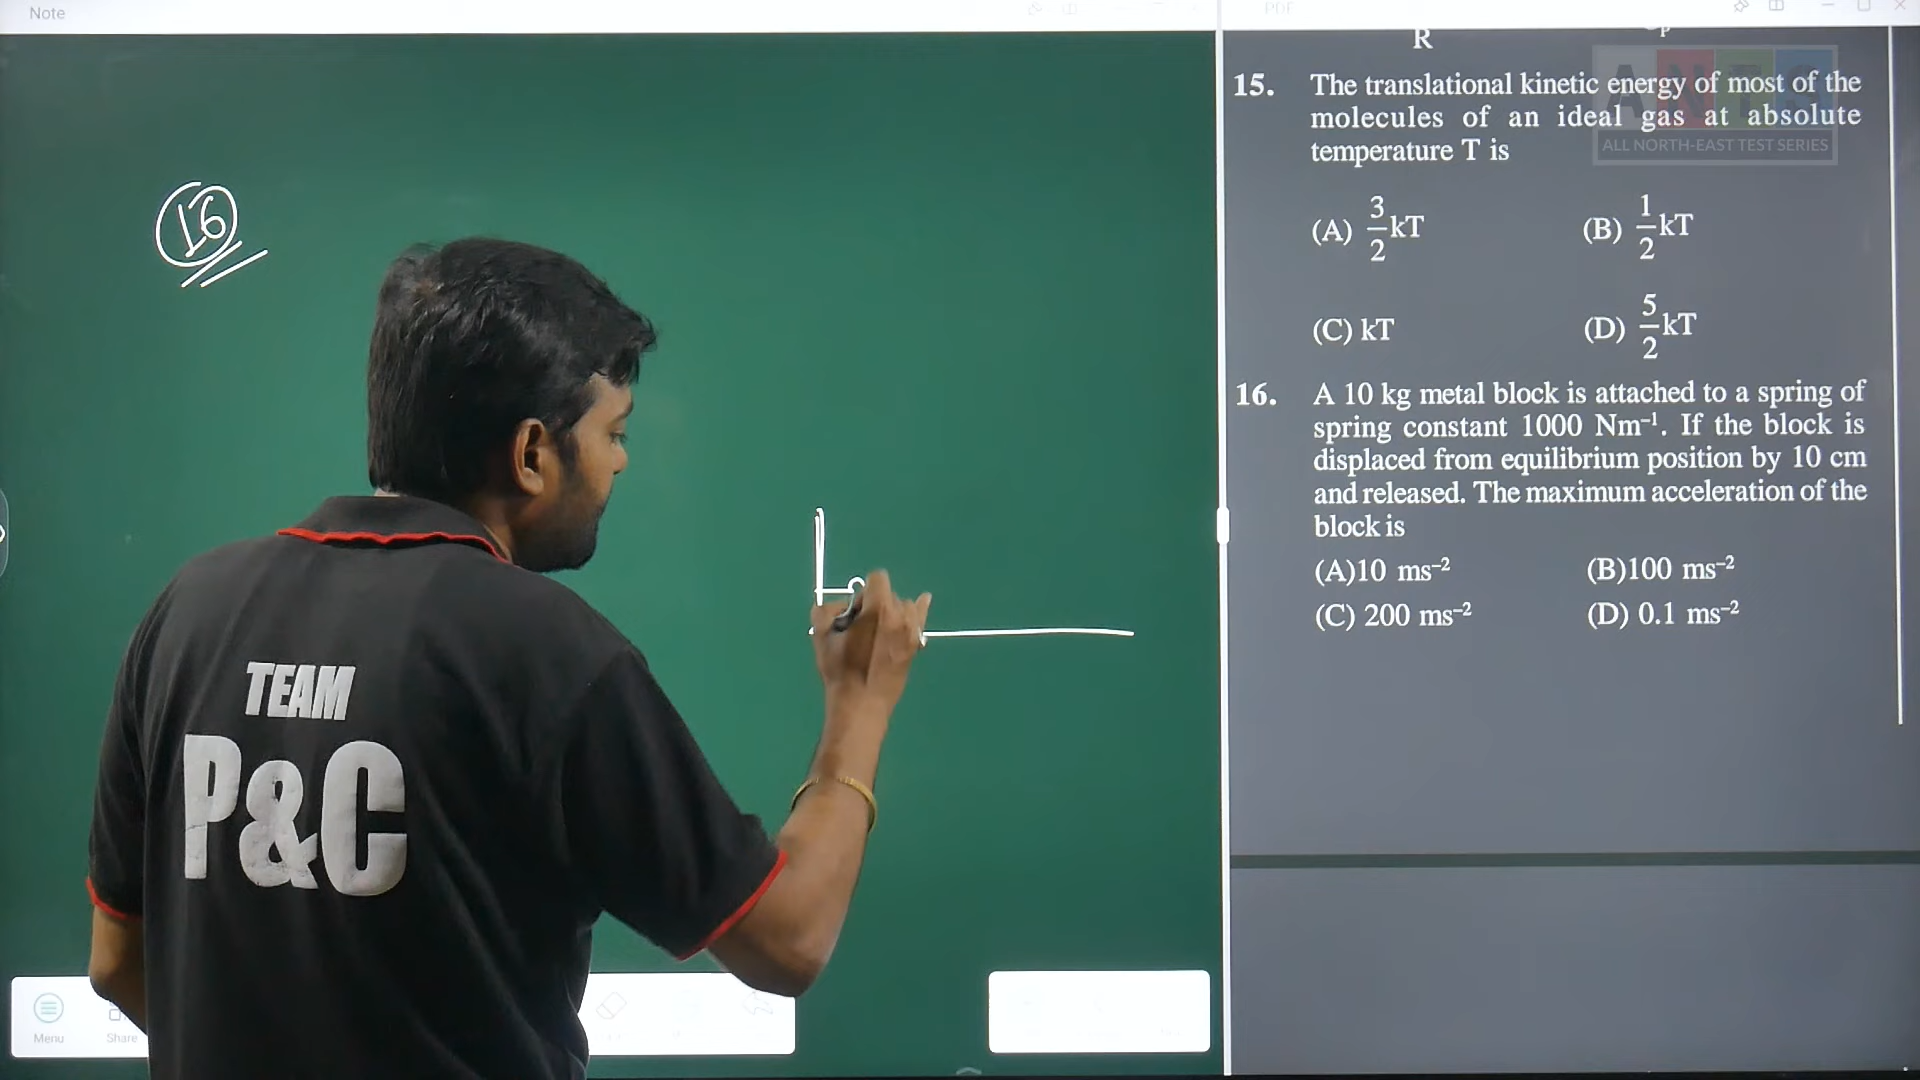 Note
PDF
16
TEAM
P&C
Menu
Share
R
p
ANTS
ALL NORTH-EAST TEST SERIES
15. The translational kinetic energy of most of the
molecules of an ideal gas at absolute
temperature T is
(A) 3/2 kT (B) 1/2 kT
(C) kT (D) 5/2 kT
16. A 10 kg metal block is attached to a spring of
spring constant 1000 Nm⁻¹. If the block is
displaced from equilibrium position by 10 cm
and released. The maximum acceleration of the
block is
(A)10 ms⁻² (B)100 ms⁻²
(C) 200 ms⁻² (D) 0.1 ms⁻²